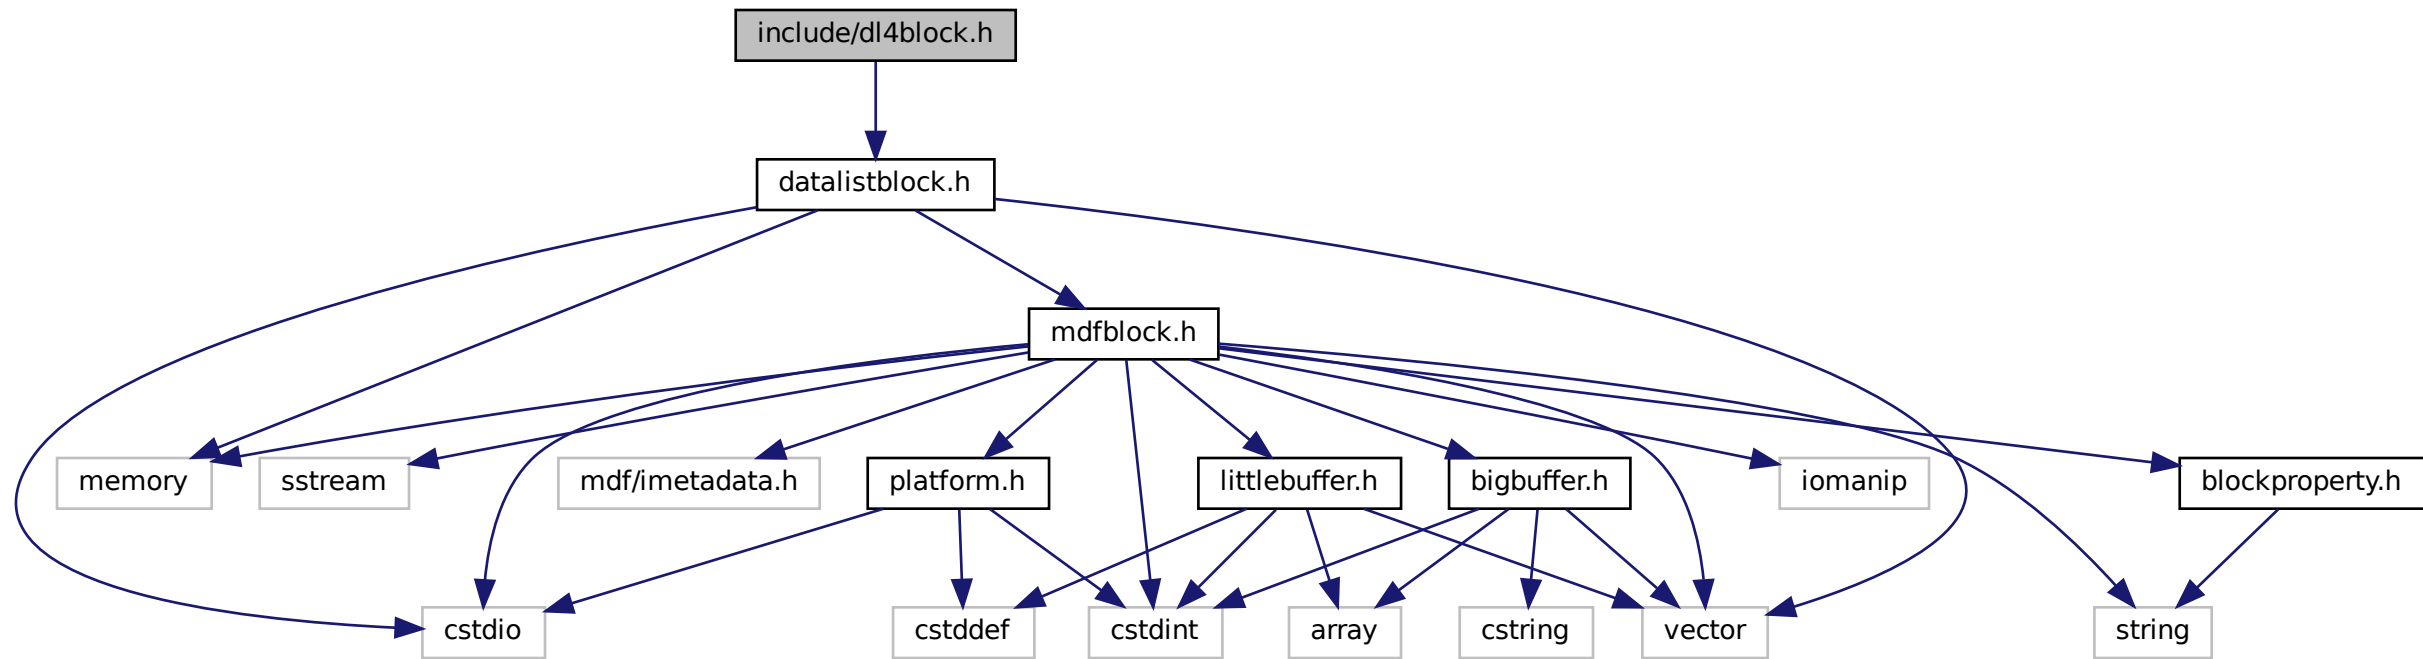 include/dl4block.h
datalistblock.h
mdfblock.h
memory
sstream
mdf/imetadata.h
platform.h
littlebuffer.h
bigbuffer.h
iomanip
blockproperty.h
cstdio
cstddef
cstdint
array
cstring
vector
string